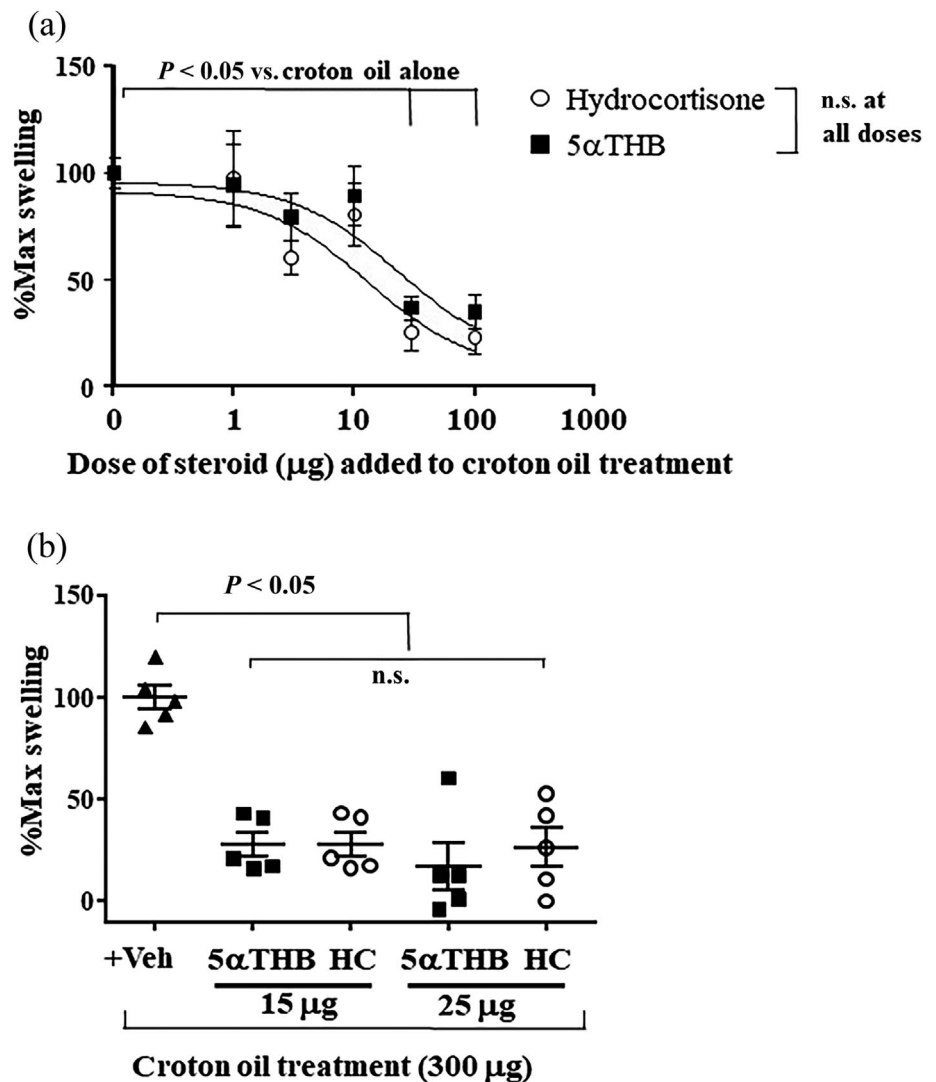 (a)
150
P < 0.05 vs. croton oil alone
Hydrocortisone
5αTHB
n.s. at
all doses
100
50
0
%Max swelling
0 1 10 100 1000
Dose of steroid (μg) added to croton oil treatment
(b)
150
P < 0.05
n.s.
100
50
0
%Max swelling
+Veh 5αTHB HC 5αTHB HC
15 μg 25 μg
Croton oil treatment (300 μg)